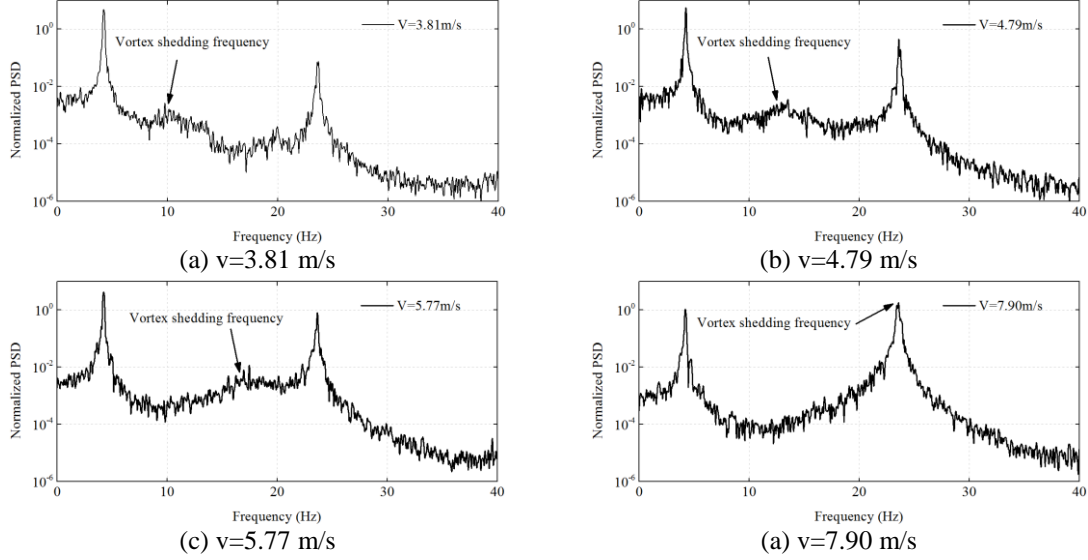 10^0
10^-2
10^-4
10^-6
Normalized PSD
V=3.81m/s
Vortex shedding frequency
0 10 20 30 40
Frequency (Hz)
(a) v=3.81 m/s
10^0
10^-2
10^-4
10^-6
Normalized PSD
V=4.79m/s
Vortex shedding frequency
0 10 20 30 40
Frequency (Hz)
(b) v=4.79 m/s
10^0
10^-2
10^-4
10^-6
Normalized PSD
V=5.77m/s
Vortex shedding frequency
0 10 20 30 40
Frequency (Hz)
(c) v=5.77 m/s
10^0
10^-2
10^-4
10^-6
Normalized PSD
V=7.90m/s
Vortex shedding frequency
0 10 20 30 40
Frequency (Hz)
(a) v=7.90 m/s